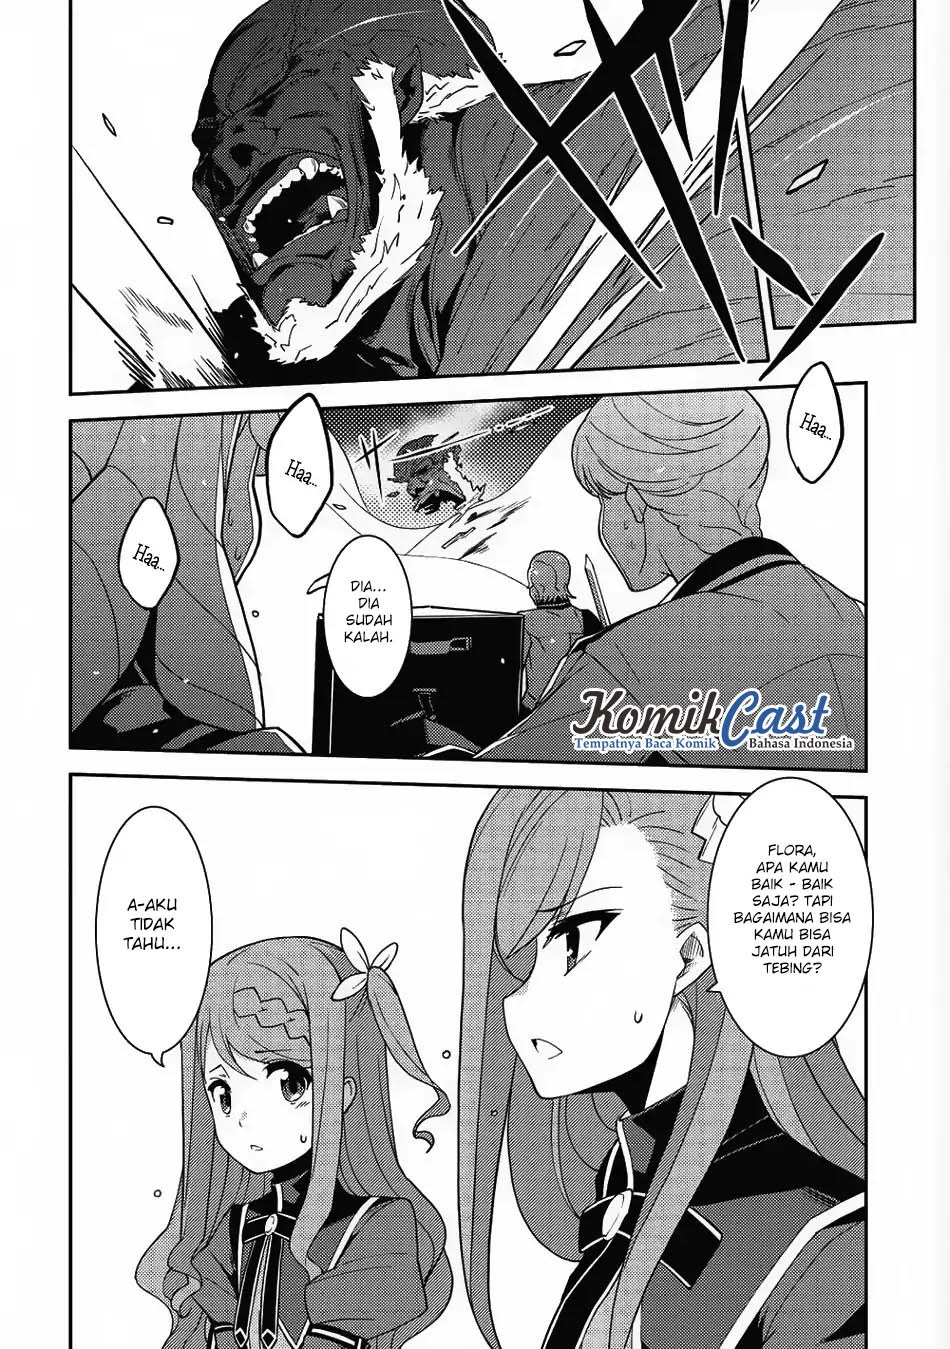 Haa...
Haa...
Haa...
DIA...
DIA
SUDAH
KALAH.
KomikCast
Tempatnya Baca Komik Bahasa Indonesia
FLORA,
APA KAMU
BAIK - BAIK
SAJA? TAPI
BAGAIMANA BISA
KAMU BISA
JATUH DARI
TEBING?
A-AKU
TIDAK
TAHU...